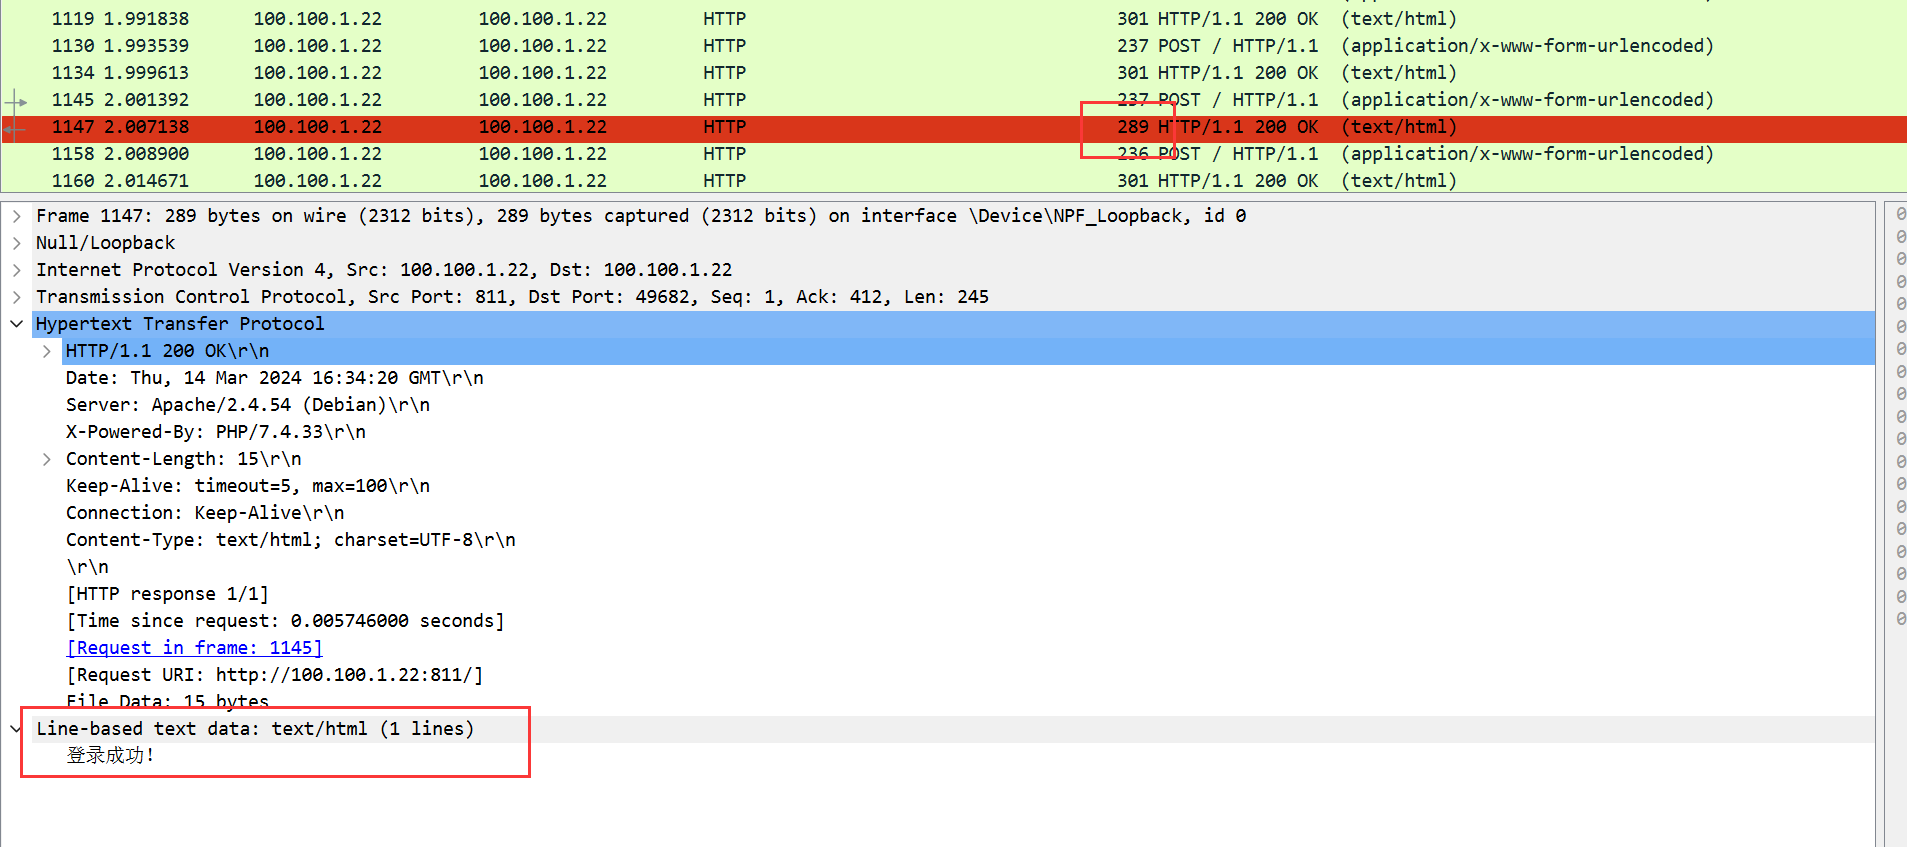 1119 1.991838 100.100.1.22 100.100.1.22 HTTP 301 HTTP/1.1 200 OK (text/html)
1130 1.993539 100.100.1.22 100.100.1.22 HTTP 237 POST / HTTP/1.1 (application/x-www-form-urlencoded)
1134 1.999613 100.100.1.22 100.100.1.22 HTTP 301 HTTP/1.1 200 OK (text/html)
1145 2.001392 100.100.1.22 100.100.1.22 HTTP 237 POST / HTTP/1.1 (application/x-www-form-urlencoded)
1147 2.007138 100.100.1.22 100.100.1.22 HTTP 289 HTTP/1.1 200 OK (text/html)
1158 2.008900 100.100.1.22 100.100.1.22 HTTP 236 POST / HTTP/1.1 (application/x-www-form-urlencoded)
1160 2.014671 100.100.1.22 100.100.1.22 HTTP 301 HTTP/1.1 200 OK (text/html)
Frame 1147: 289 bytes on wire (2312 bits), 289 bytes captured (2312 bits) on interface \Device\NPF_Loopback, id 0
Null/Loopback
Internet Protocol Version 4, Src: 100.100.1.22, Dst: 100.100.1.22
Transmission Control Protocol, Src Port: 811, Dst Port: 49682, Seq: 1, Ack: 412, Len: 245
Hypertext Transfer Protocol
HTTP/1.1 200 OK\r\n
Date: Thu, 14 Mar 2024 16:34:20 GMT\r\n
Server: Apache/2.4.54 (Debian)\r\n
X-Powered-By: PHP/7.4.33\r\n
Content-Length: 15\r\n
Keep-Alive: timeout=5, max=100\r\n
Connection: Keep-Alive\r\n
Content-Type: text/html; charset=UTF-8\r\n
\r\n
[HTTP response 1/1]
[Time since request: 0.005746000 seconds]
[Request in frame: 1145]
[Request URI: http://100.100.1.22:811/]
File Data: 15 bytes
Line-based text data: text/html (1 lines)
登录成功!